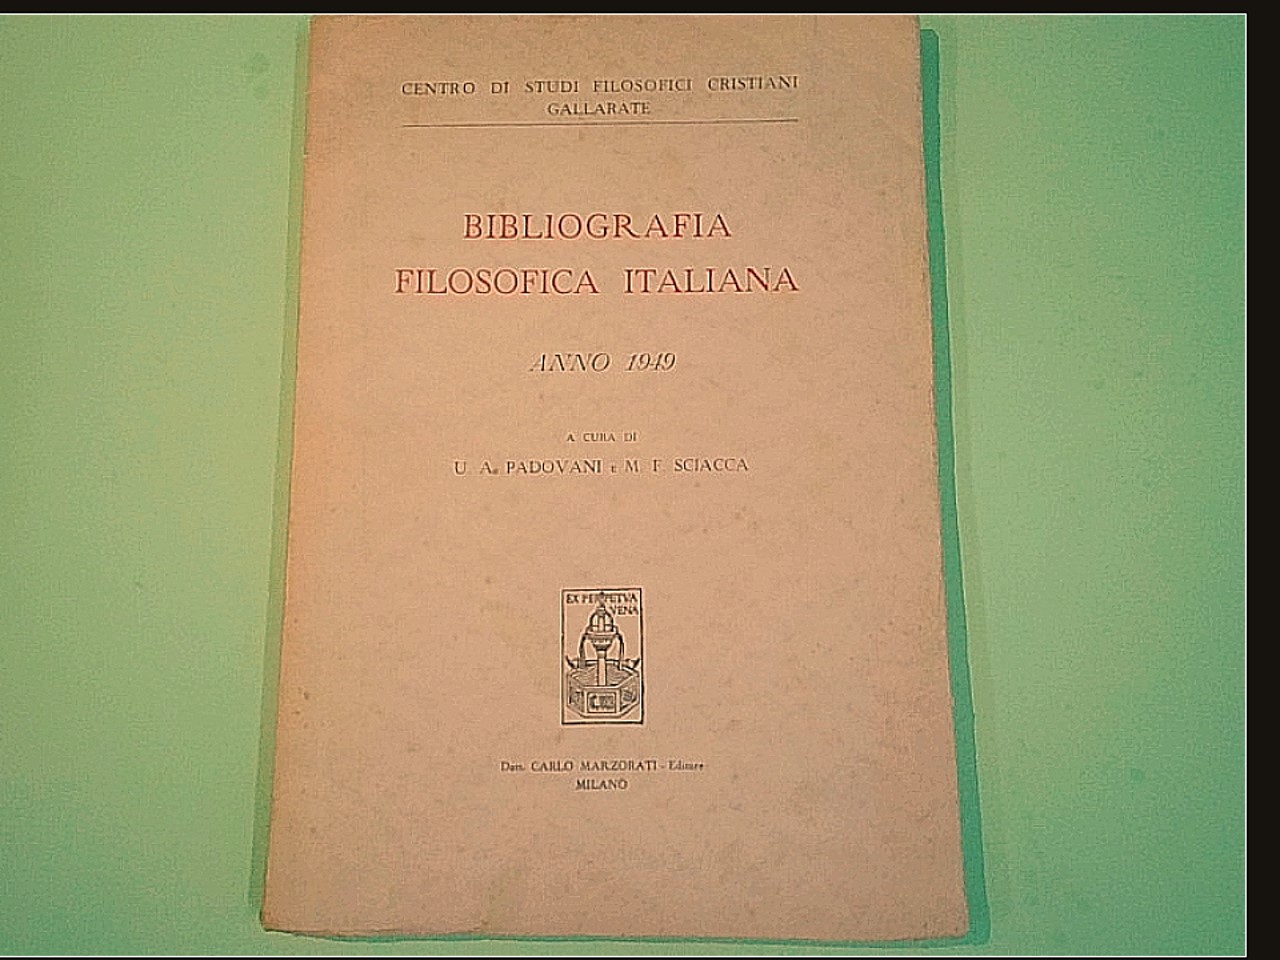 CENTRO DI STUDI FILOSOFICI CRISTIANI
GALLARATE
BIBLIOGRAFIA
FILOSOFICA ITALIANA
ANNO 1949
A CURA DI
U. A. PADOVANI E M. F. SCIACCA
EX PERPETVA
VENA
Dott. CARLO MARZORATI - Editore
MILANO